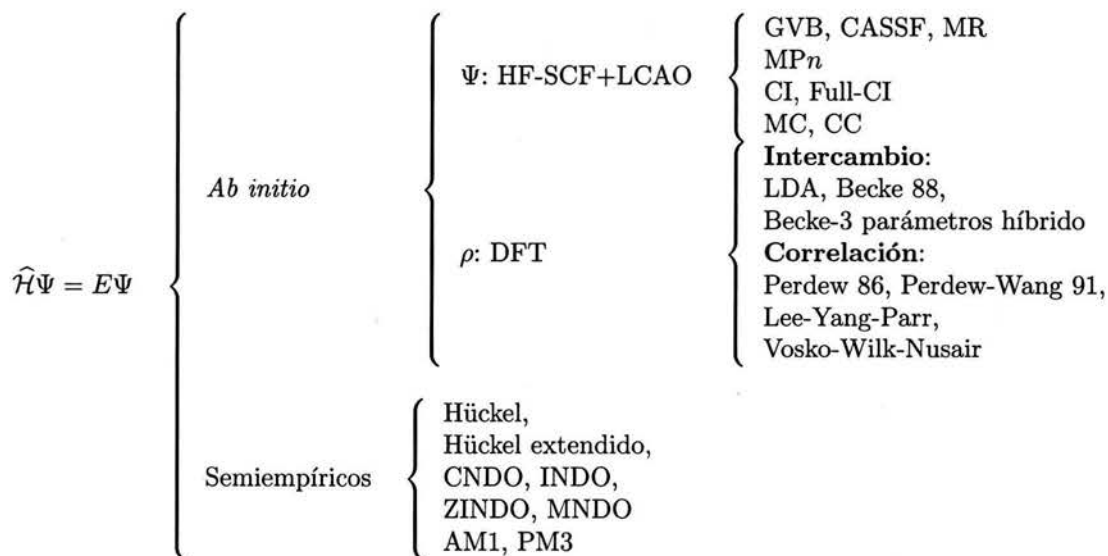 ĤΨ = EΨ
Ab initio
Ψ: HF-SCF+LCAO
GVB, CASSF, MR
MPn
CI, Full-CI
MC, CC
ρ: DFT
Intercambio:
LDA, Becke 88,
Becke-3 parámetros híbrido
Correlación:
Perdew 86, Perdew-Wang 91,
Lee-Yang-Parr,
Vosko-Wilk-Nusair
Semiempíricos
Hückel,
Hückel extendido,
CNDO, INDO,
ZINDO, MNDO
AM1, PM3